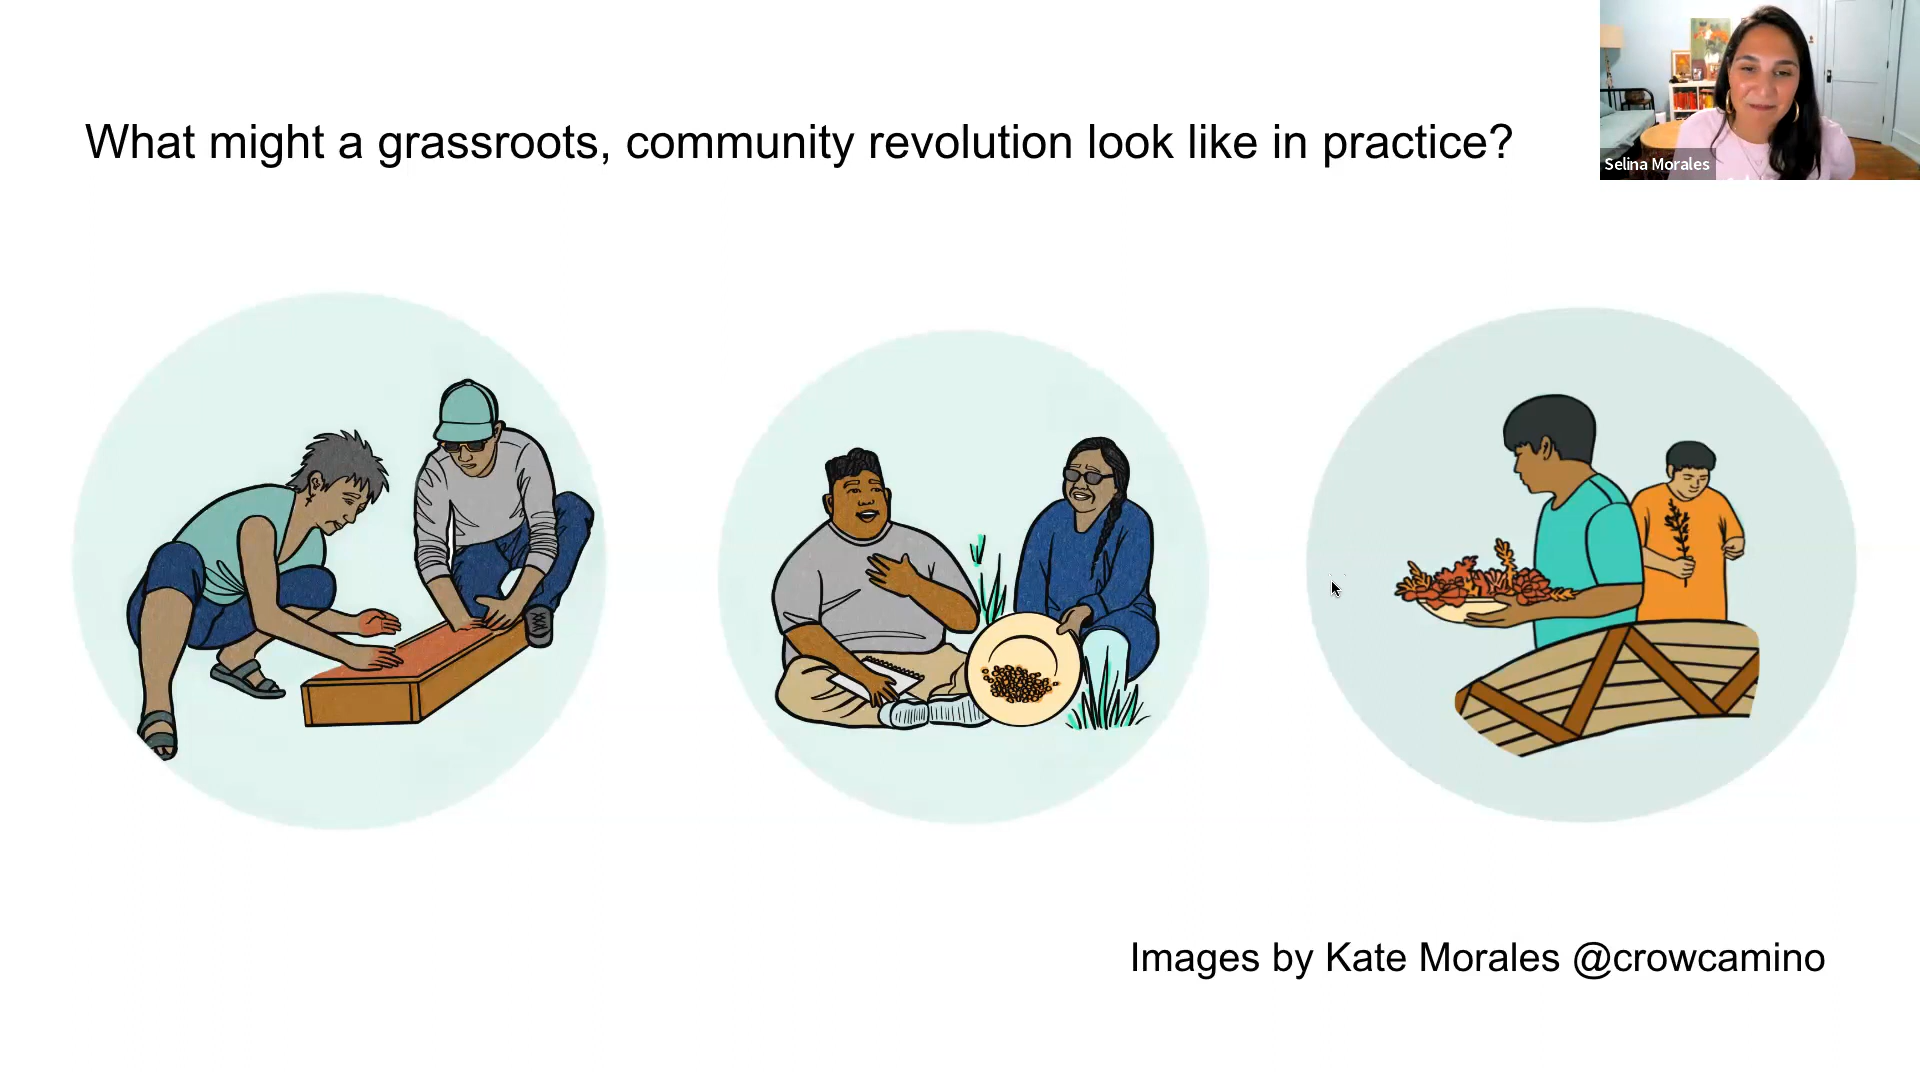 What might a grassroots, community revolution look like in practice?
Selina Morales
Images by Kate Morales @crowcamino